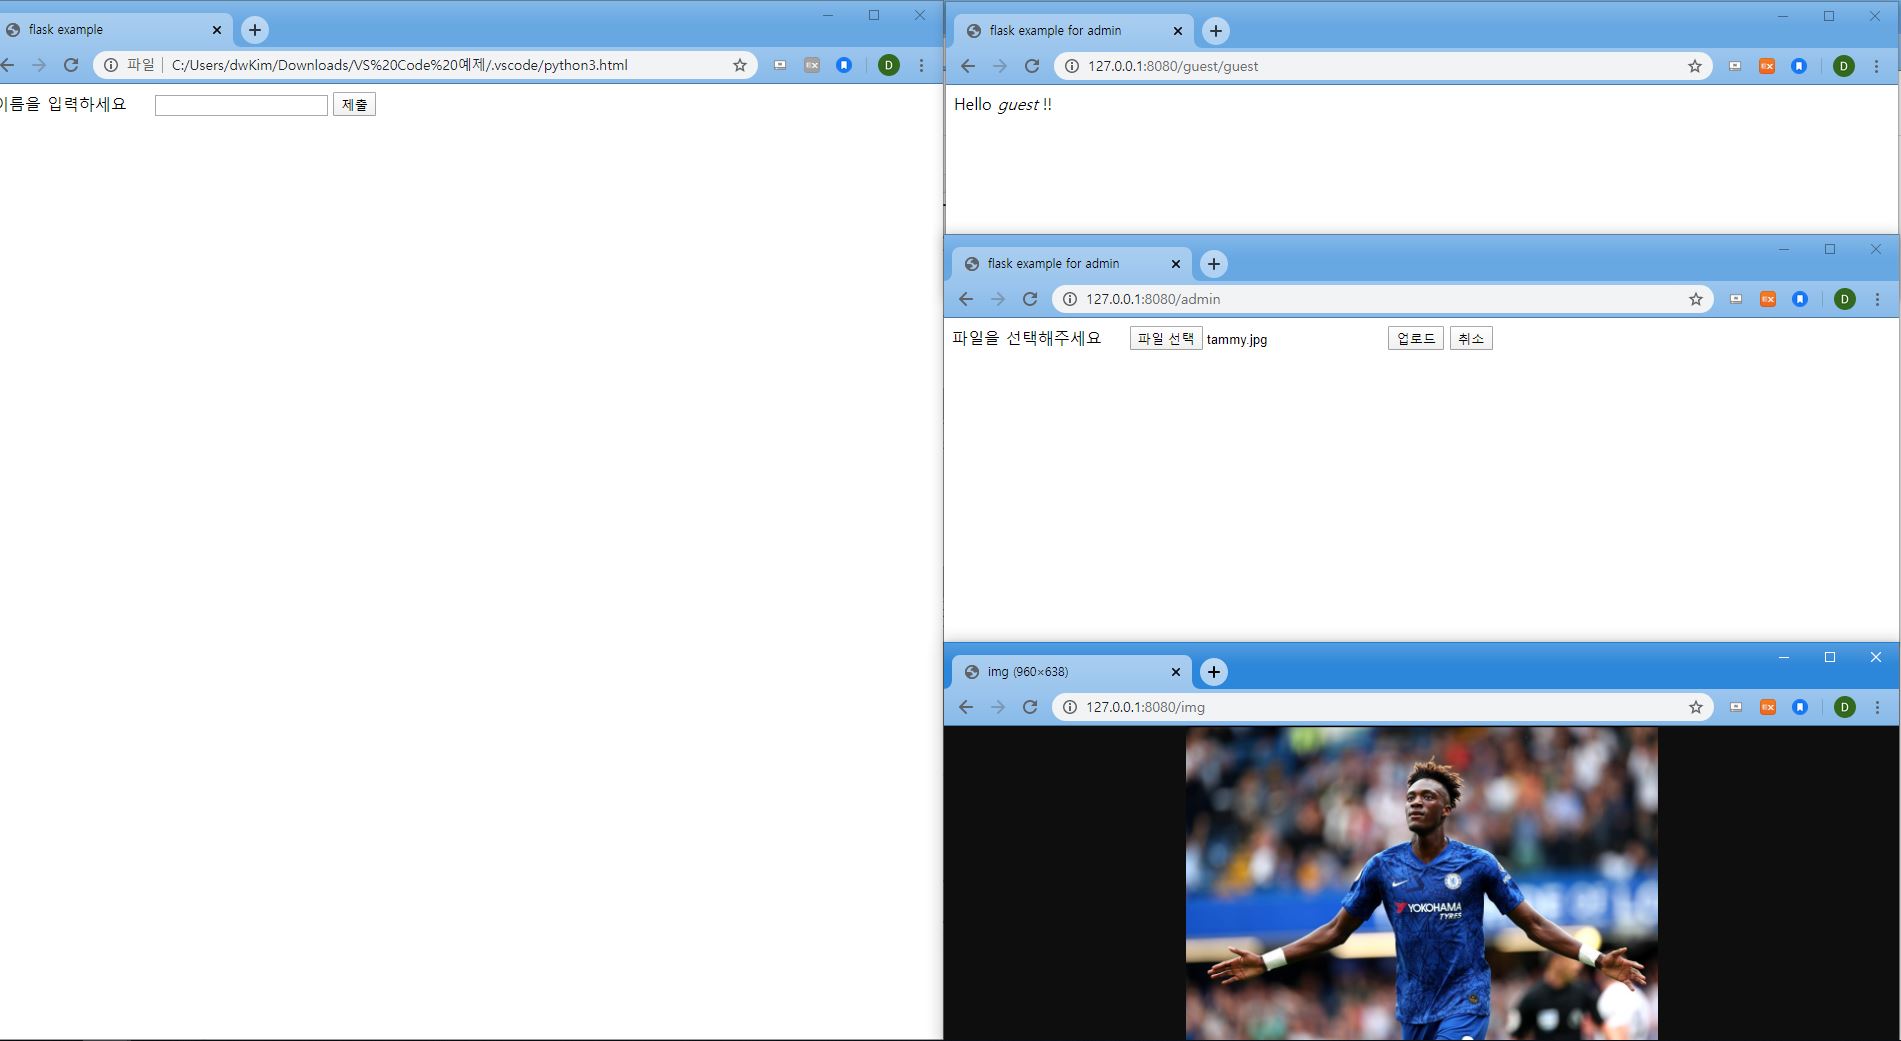 flask example
파일 | C:/Users/dwKim/Downloads/VS%20Code%20예제/.vscode/python3.html
EX
D
이름을 입력하세요
제출
flask example for admin
127.0.0.1:8080/guest/guest
EX
D
Hello guest !!
flask example for admin
127.0.0.1:8080/admin
EX
D
파일을 선택해주세요
파일 선택 tammy.jpg
업로드 취소
img (960×638)
127.0.0.1:8080/img
EX
D
YOKOHAMA
TYRES